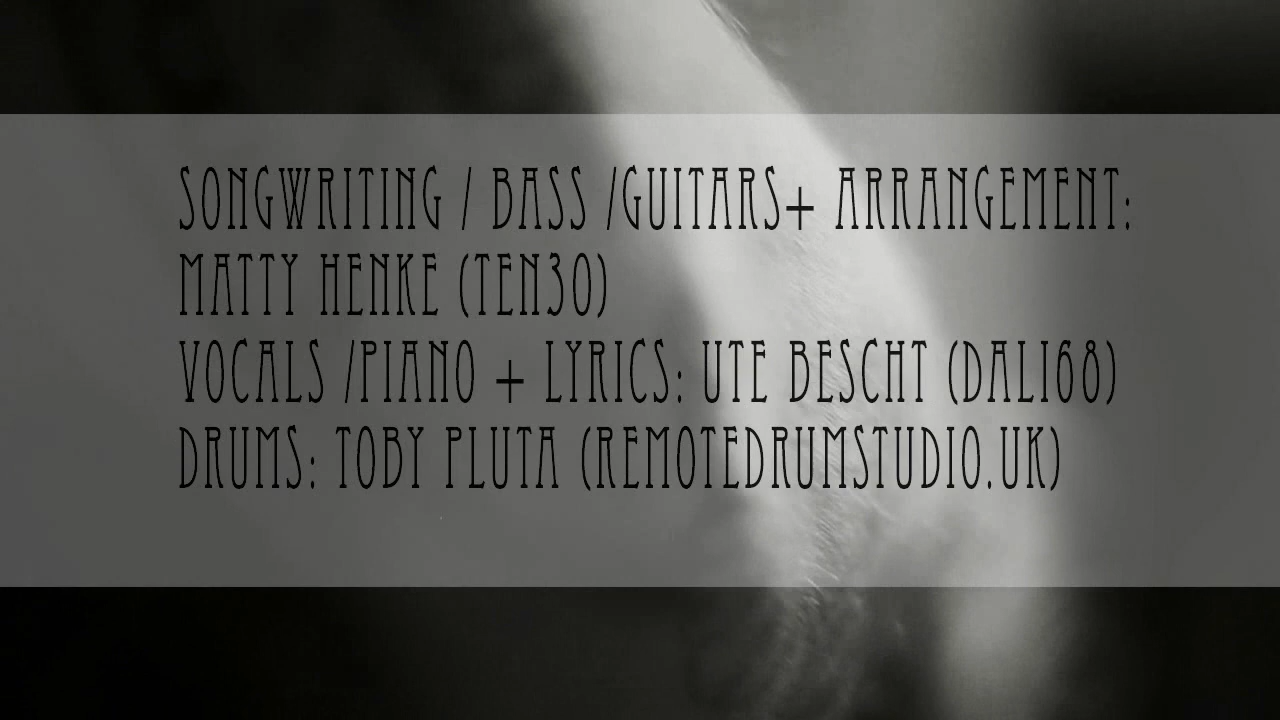 SONGWRITING / BASS /GUITARS+ ARRANGEMENT:
MATTY HENKE (TEN30)
VOCALS /PIANO + LYRICS: UTE BESCHT (DALI68)
DRUMS: TOBY PLUTA (REMOTEDRUMSTUDIO.UK)